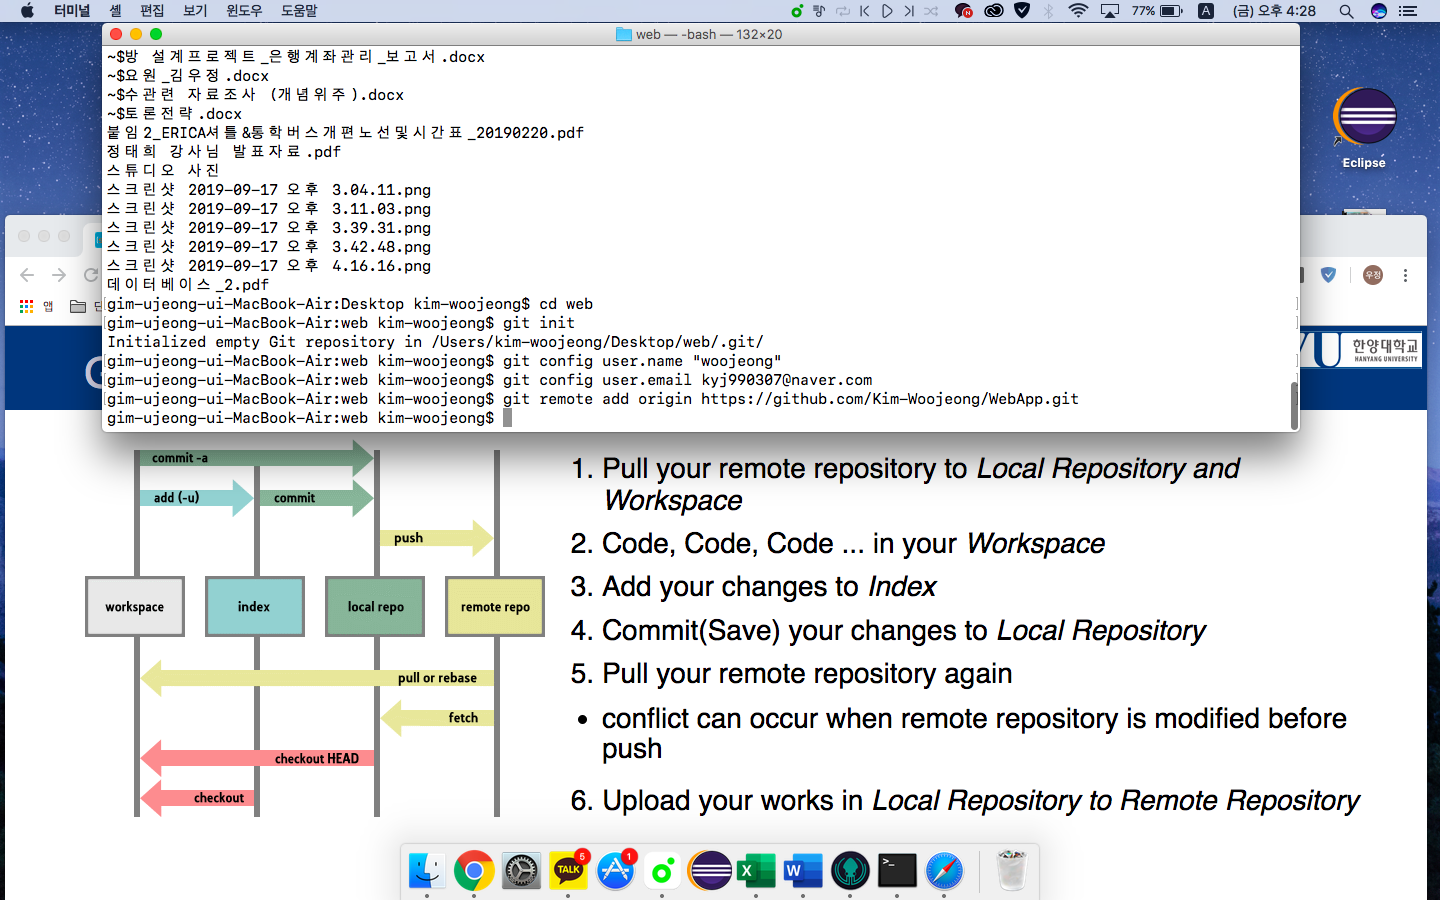 터미널 셸 편집 보기 윈도우 도움말 77% A (금) 오후 4:28
web — -bash — 132×20
~$방 설계프로젝트_은행계좌관리_보고서.docx
~$요원_김우정.docx
~$수관련 자료조사 (개념위주).docx
~$토론전략.docx
붙임2_ERICA셔틀&통학버스개편노선및시간표_20190220.pdf
정태희 강사님 발표자료.pdf
스튜디오 사진
스크린샷 2019-09-17 오후 3.04.11.png
스크린샷 2019-09-17 오후 3.11.03.png
스크린샷 2019-09-17 오후 3.39.31.png
스크린샷 2019-09-17 오후 3.42.48.png
스크린샷 2019-09-17 오후 4.16.16.png
데이터베이스_2.pdf
gim-ujeong-ui-MacBook-Air:Desktop kim-woojeong$ cd web
gim-ujeong-ui-MacBook-Air:web kim-woojeong$ git init
Initialized empty Git repository in /Users/kim-woojeong/Desktop/web/.git/
gim-ujeong-ui-MacBook-Air:web kim-woojeong$ git config user.name "woojeong"
gim-ujeong-ui-MacBook-Air:web kim-woojeong$ git config user.email kyj990307@naver.com
gim-ujeong-ui-MacBook-Air:web kim-woojeong$ git remote add origin https://github.com/Kim-Woojeong/WebApp.git
gim-ujeong-ui-MacBook-Air:web kim-woojeong$
Eclipse
우정
앱
한양대학교
HANYANG UNIVERSITY
commit -a
add (-u) commit
push
workspace index local repo remote repo
pull or rebase
fetch
checkout HEAD
checkout
1. Pull your remote repository to Local Repository and
Workspace
2. Code, Code, Code ... in your Workspace
3. Add your changes to Index
4. Commit(Save) your changes to Local Repository
5. Pull your remote repository again
• conflict can occur when remote repository is modified before
push
6. Upload your works in Local Repository to Remote Repository
TALK 5 1 X W >_